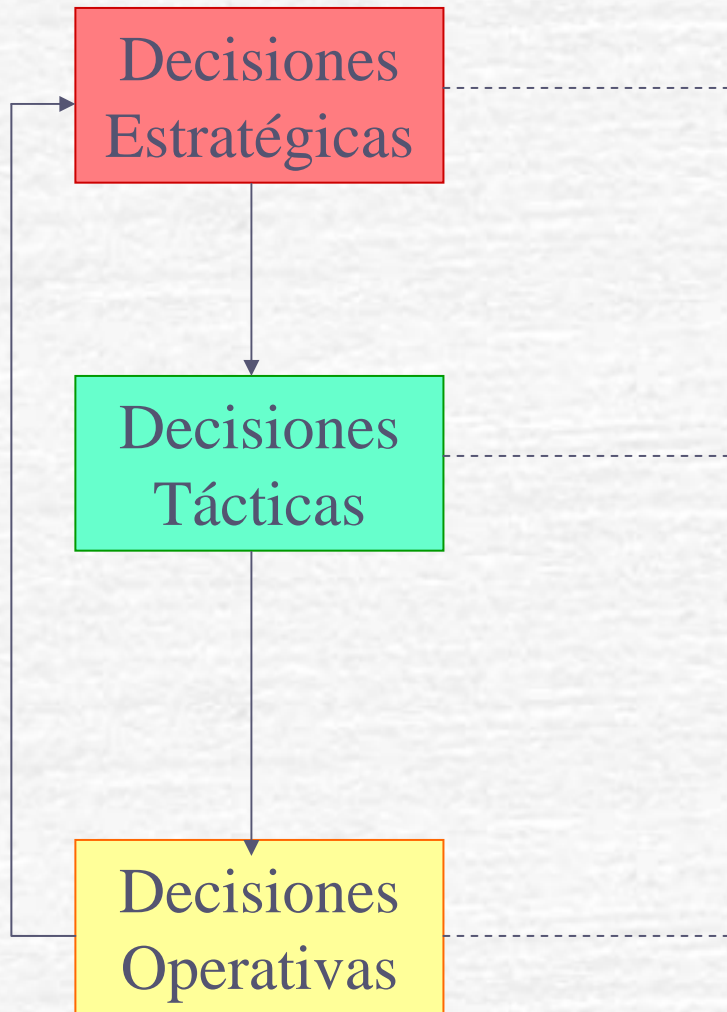 Decisiones
Estratégicas
Decisiones
Tácticas
Decisiones
Operativas